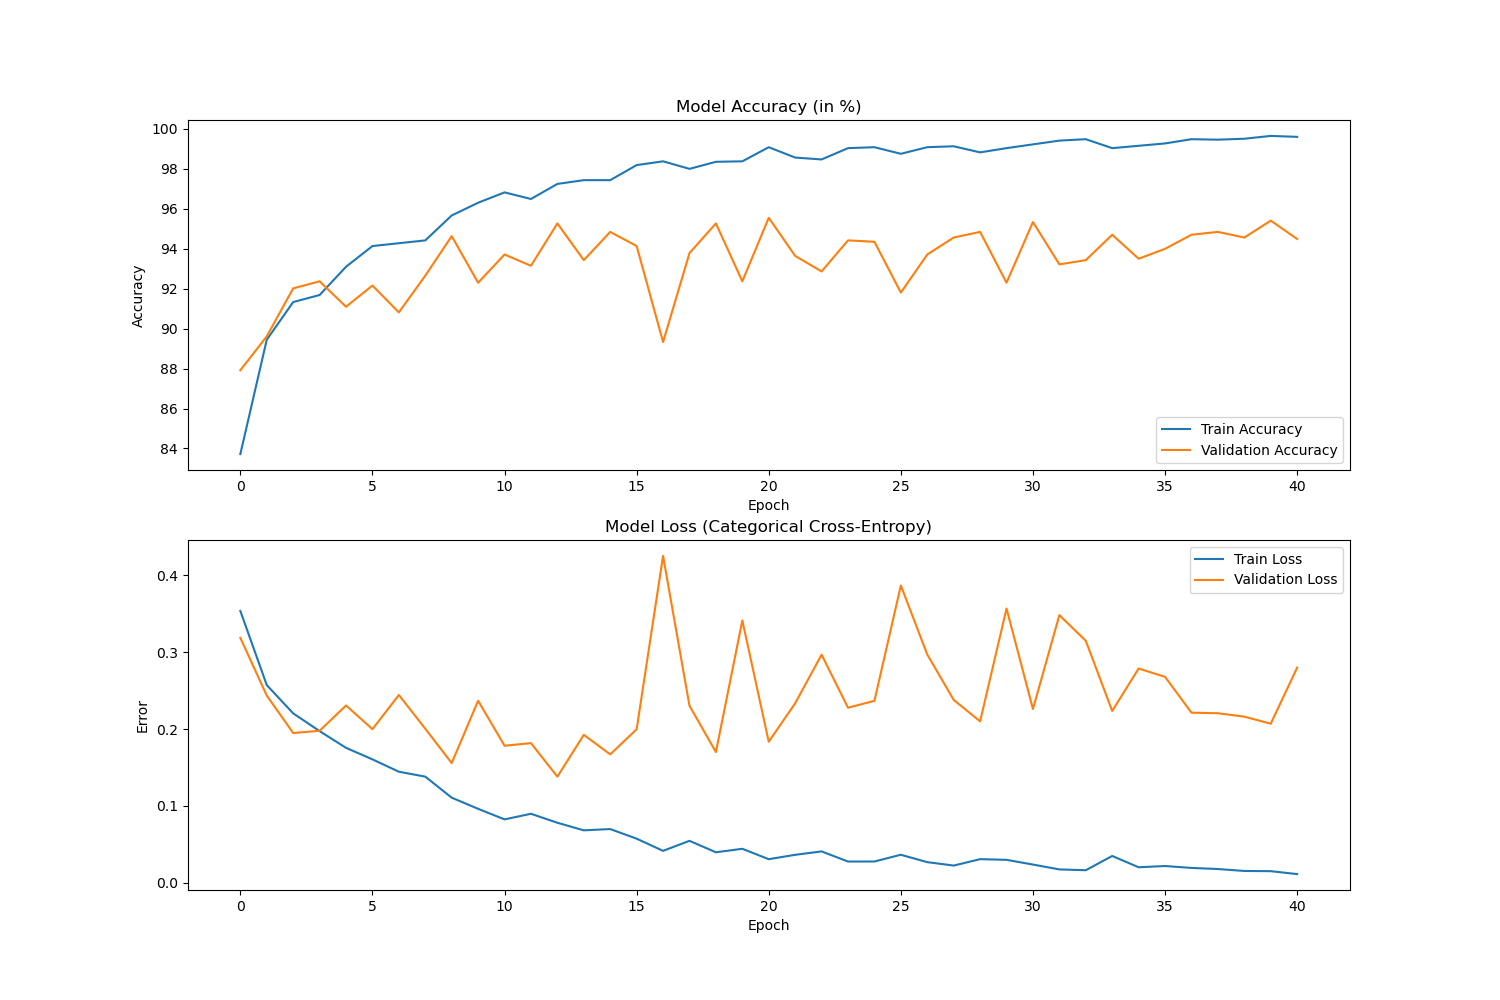 Model Accuracy (in %)
100
98
96
94
92
90
88
86
84
Accuracy
Train Accuracy
Validation Accuracy
0 5 10 15 20 25 30 35 40
Epoch
Model Loss (Categorical Cross-Entropy)
Train Loss
Validation Loss
0.4
0.3
0.2
0.1
0.0
Error
0 5 10 15 20 25 30 35 40
Epoch